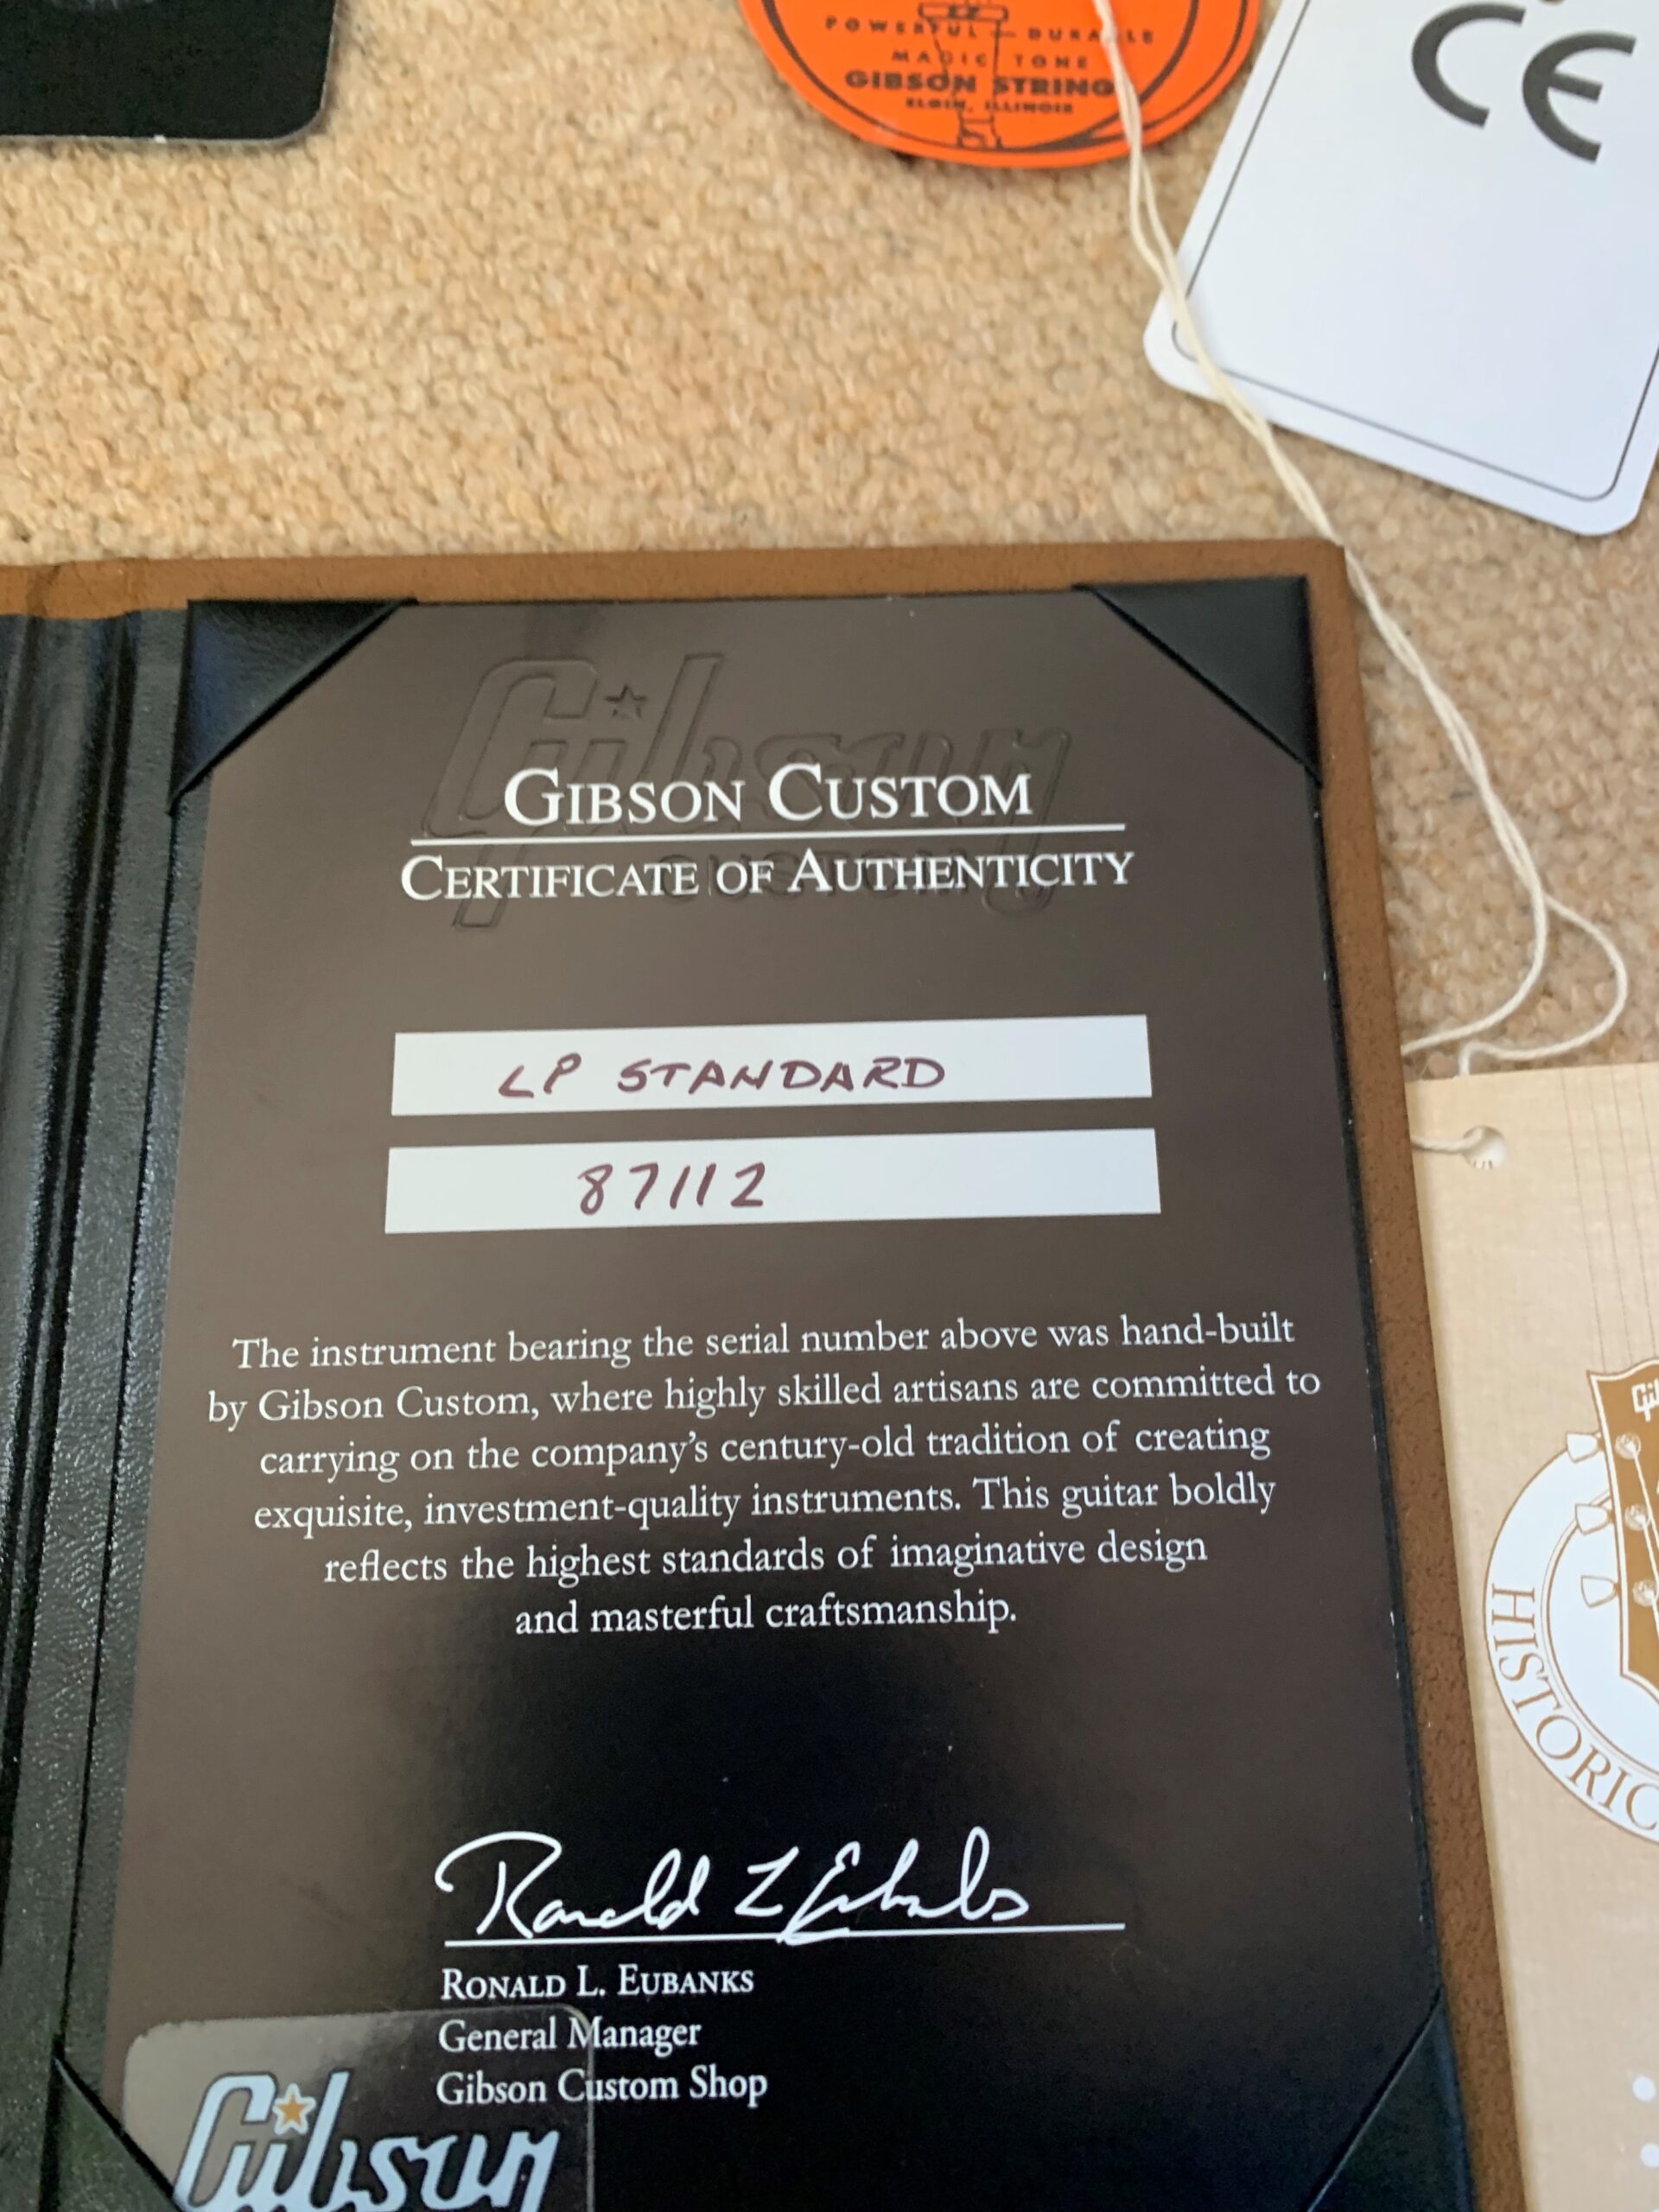 POWERFUL — DURABLE
MAGIC TONE
GIBSON STRING
ELGIN, ILLINOIS
CE
Gibson
CUSTOM
GIBSON CUSTOM
CERTIFICATE OF AUTHENTICITY
LP STANDARD
87112
The instrument bearing the serial number above was hand-built
by Gibson Custom, where highly skilled artisans are committed to
carrying on the company's century-old tradition of creating
exquisite, investment-quality instruments. This guitar boldly
reflects the highest standards of imaginative design
and masterful craftsmanship.
Ronald L Eubanks
RONALD L. EUBANKS
General Manager
Gibson Custom Shop
Gibson
HISTORIC